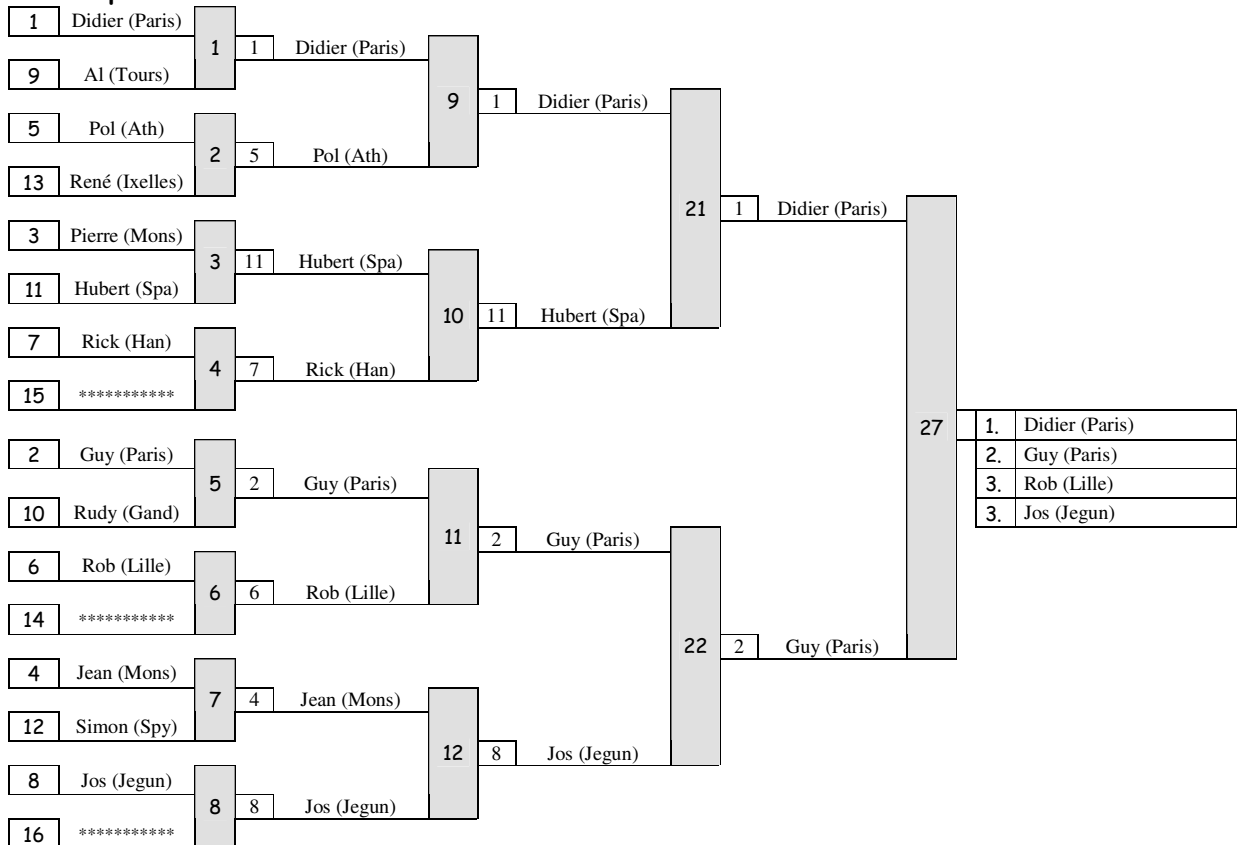 1 Didier (Paris)
9 Al (Tours)
1
1 Didier (Paris)
5 Pol (Ath)
13 René (Ixelles)
2
5 Pol (Ath)
9
1 Didier (Paris)
3 Pierre (Mons)
11 Hubert (Spa)
3
11 Hubert (Spa)
7 Rick (Han)
15 ***********
4
7 Rick (Han)
10
11 Hubert (Spa)
21
1 Didier (Paris)
2 Guy (Paris)
10 Rudy (Gand)
5
2 Guy (Paris)
6 Rob (Lille)
14 ***********
6
6 Rob (Lille)
11
2 Guy (Paris)
4 Jean (Mons)
12 Simon (Spy)
7
4 Jean (Mons)
8 Jos (Jegun)
16 ***********
8
8 Jos (Jegun)
12
8 Jos (Jegun)
22
2 Guy (Paris)
27
1. Didier (Paris)
2. Guy (Paris)
3. Rob (Lille)
3. Jos (Jegun)